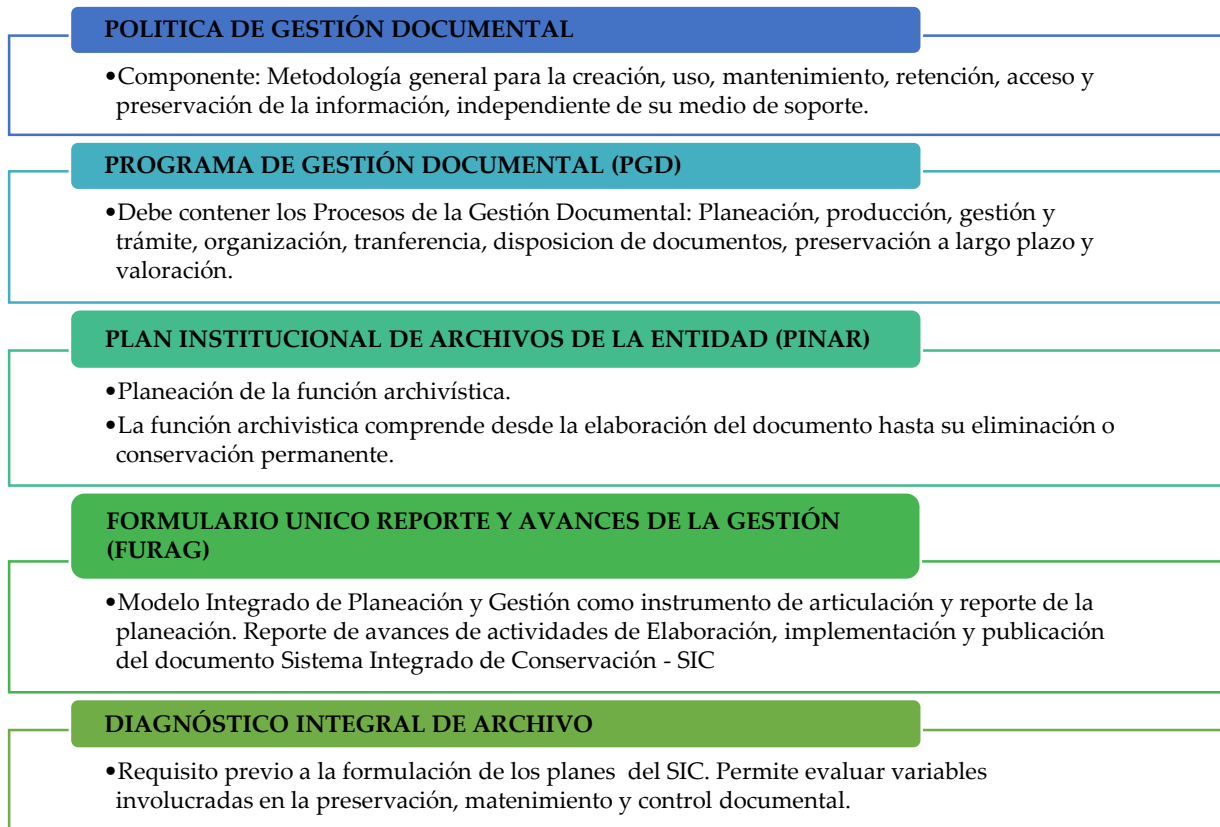 POLITICA DE GESTIÓN DOCUMENTAL
•Componente: Metodología general para la creación, uso, mantenimiento, retención, acceso y
preservación de la información, independiente de su medio de soporte.
PROGRAMA DE GESTIÓN DOCUMENTAL (PGD)
•Debe contener los Procesos de la Gestión Documental: Planeación, producción, gestión y
trámite, organización, tranferencia, disposicion de documentos, preservación a largo plazo y
valoración.
PLAN INSTITUCIONAL DE ARCHIVOS DE LA ENTIDAD (PINAR)
•Planeación de la función archivística.
•La función archivistica comprende desde la elaboración del documento hasta su eliminación o
conservación permanente.
FORMULARIO UNICO REPORTE Y AVANCES DE LA GESTIÓN
(FURAG)
•Modelo Integrado de Planeación y Gestión como instrumento de articulación y reporte de la
planeación. Reporte de avances de actividades de Elaboración, implementación y publicación
del documento Sistema Integrado de Conservación - SIC
DIAGNÓSTICO INTEGRAL DE ARCHIVO
•Requisito previo a la formulación de los planes del SIC. Permite evaluar variables
involucradas en la preservación, matenimiento y control documental.